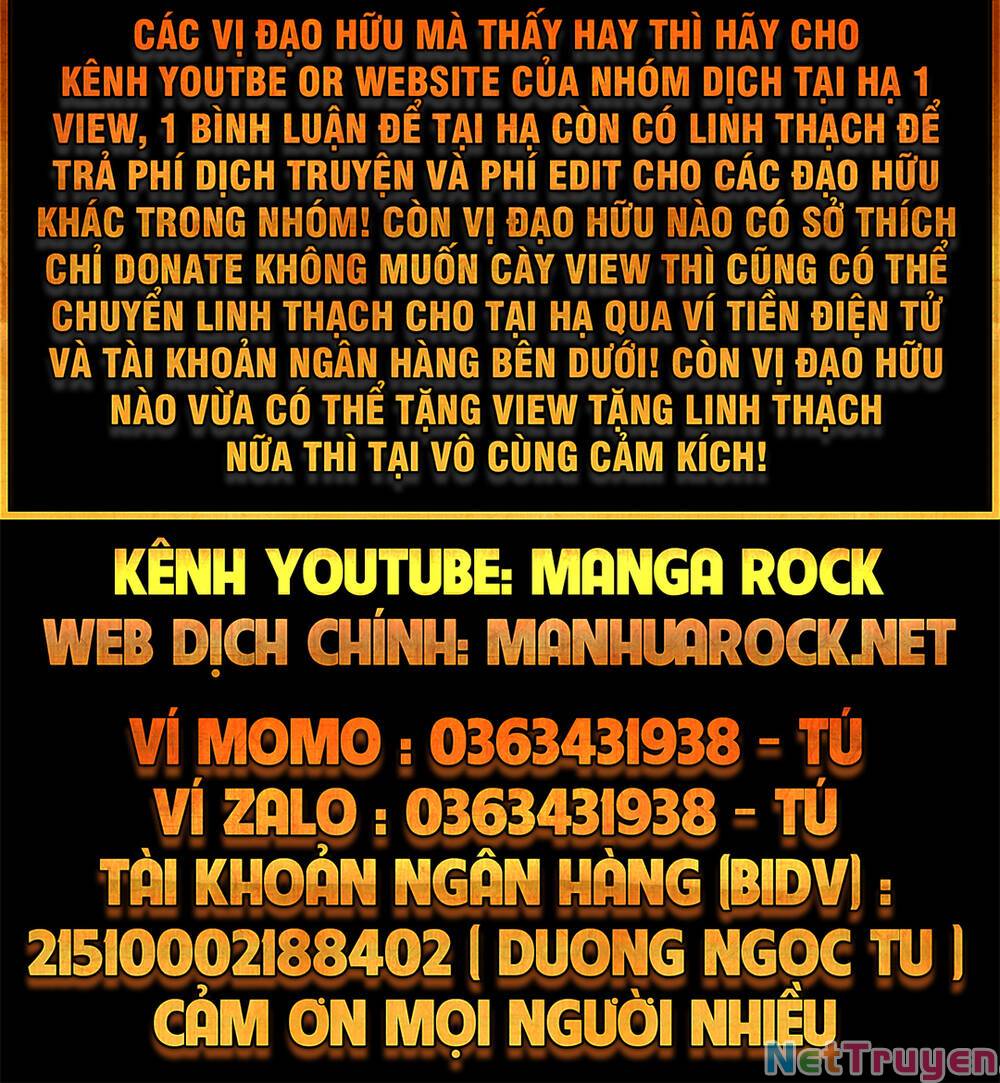 CÁC VỊ ĐẠO HỮU MÀ THẤY HAY THÌ HÃY CHO
KÊNH YOUTBE OR WEBSITE CỦA NHÓM DỊCH TẠI HẠ 1
VIEW, 1 BÌNH LUẬN ĐỂ TẠI HẠ CÒN CÓ LINH THẠCH ĐỂ
TRẢ PHÍ DỊCH TRUYỆN VÀ PHÍ EDIT CHO CÁC ĐẠO HỮU
KHÁC TRONG NHÓM! CÒN VỊ ĐẠO HỮU NÀO CÓ SỞ THÍCH
CHỈ DONATE KHÔNG MUỐN CÀY VIEW THÌ CŨNG CÓ THỂ
CHUYỂN LINH THẠCH CHO TẠI HẠ QUA VÍ TIỀN ĐIỆN TỬ
VÀ TÀI KHOẢN NGÂN HÀNG BÊN DƯỚI! CÒN VỊ ĐẠO HỮU
NÀO VỪA CÓ THỂ TẶNG VIEW TẶNG LINH THẠCH
NỮA THÌ TẠI VÔ CÙNG CẢM KÍCH!
KÊNH YOUTUBE: MANGA ROCK
WEB DỊCH CHÍNH: MANHUAROCK.NET
VÍ MOMO : 0363431938 - TÚ
VÍ ZALO : 0363431938 - TÚ
TÀI KHOẢN NGÂN HÀNG (BIDV) :
21510002188402 ( DUONG NGỌC TU )
CẢM ƠN MỌI NGƯỜI NHIỀU
NetTruyen